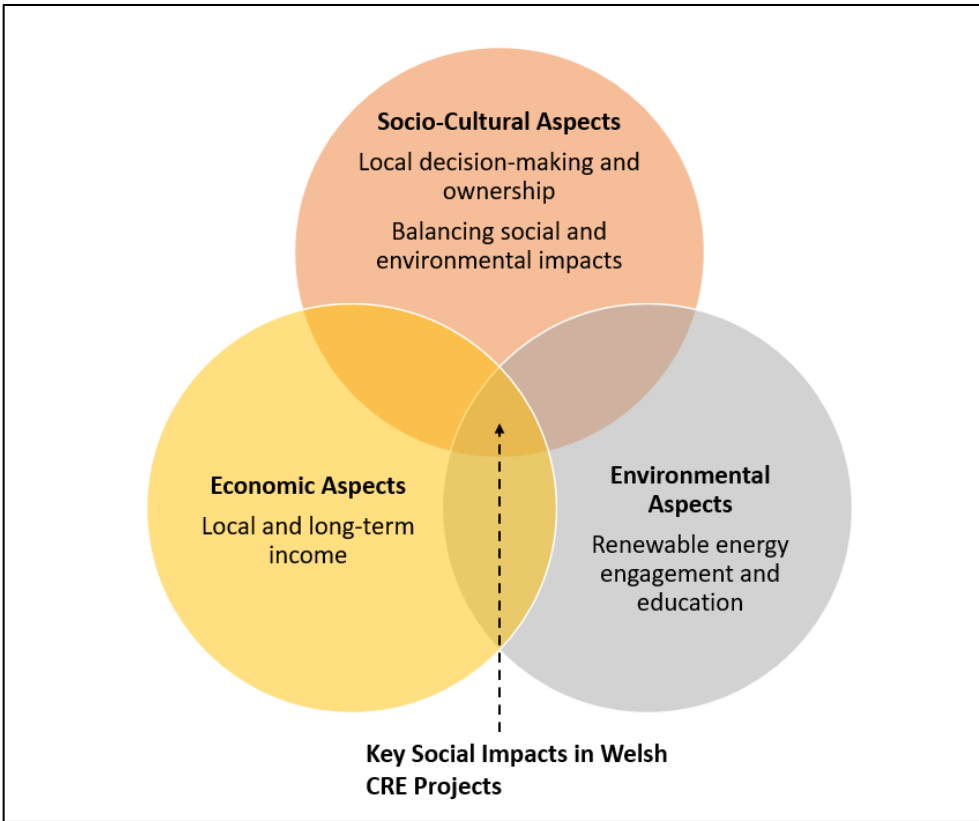 Socio-Cultural Aspects
Local decision-making and
ownership
Balancing social and
environmental impacts
Economic Aspects
Local and long-term
income
Environmental
Aspects
Renewable energy
engagement and
education
Key Social Impacts in Welsh
CRE Projects